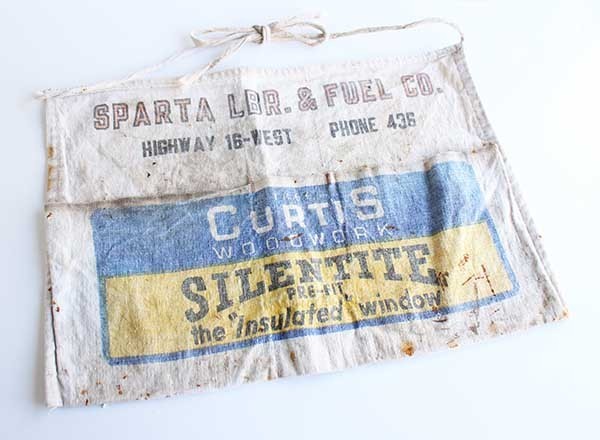 SPARTA LBR. & FUEL CO.
HIGHWAY 16-WEST PHONE 436
CURTIS
WOODWORK
SILENTITE
PRE-FIT
the "Insulated" window